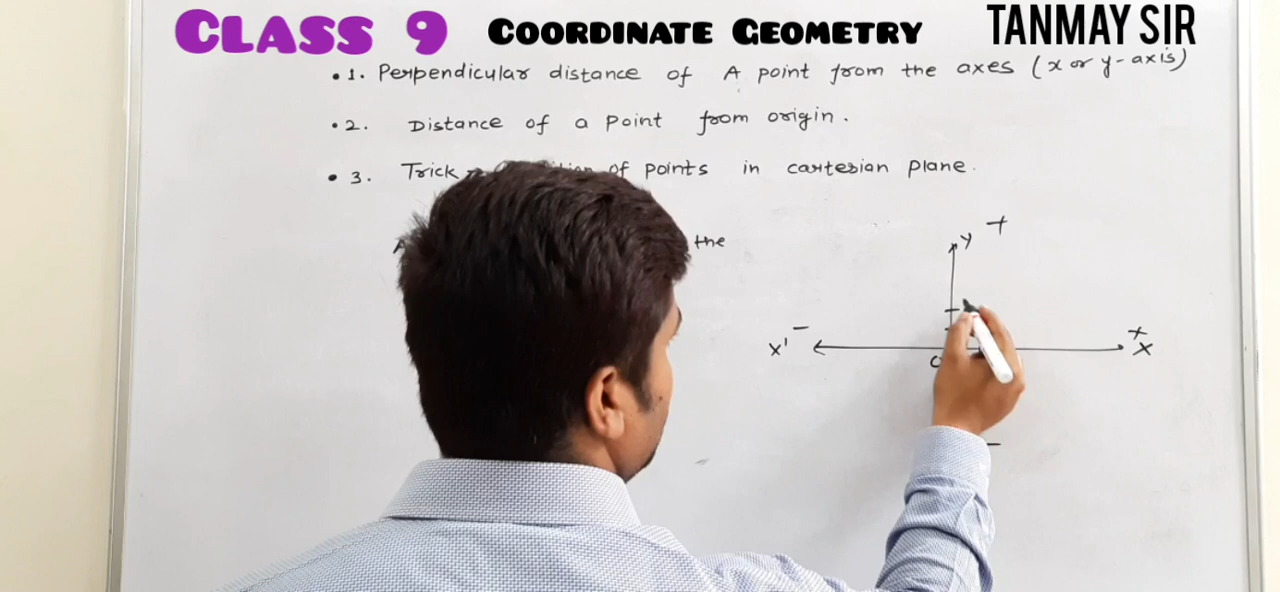 CLASS 9 COORDINATE GEOMETRY TANMAY SIR
• 1. Perpendicular distance of A point from the axes (x or y-axis)
• 2. Distance of a Point from origin.
• 3. Trick of points in cartesian plane.
the
y +
- +
x' x
-